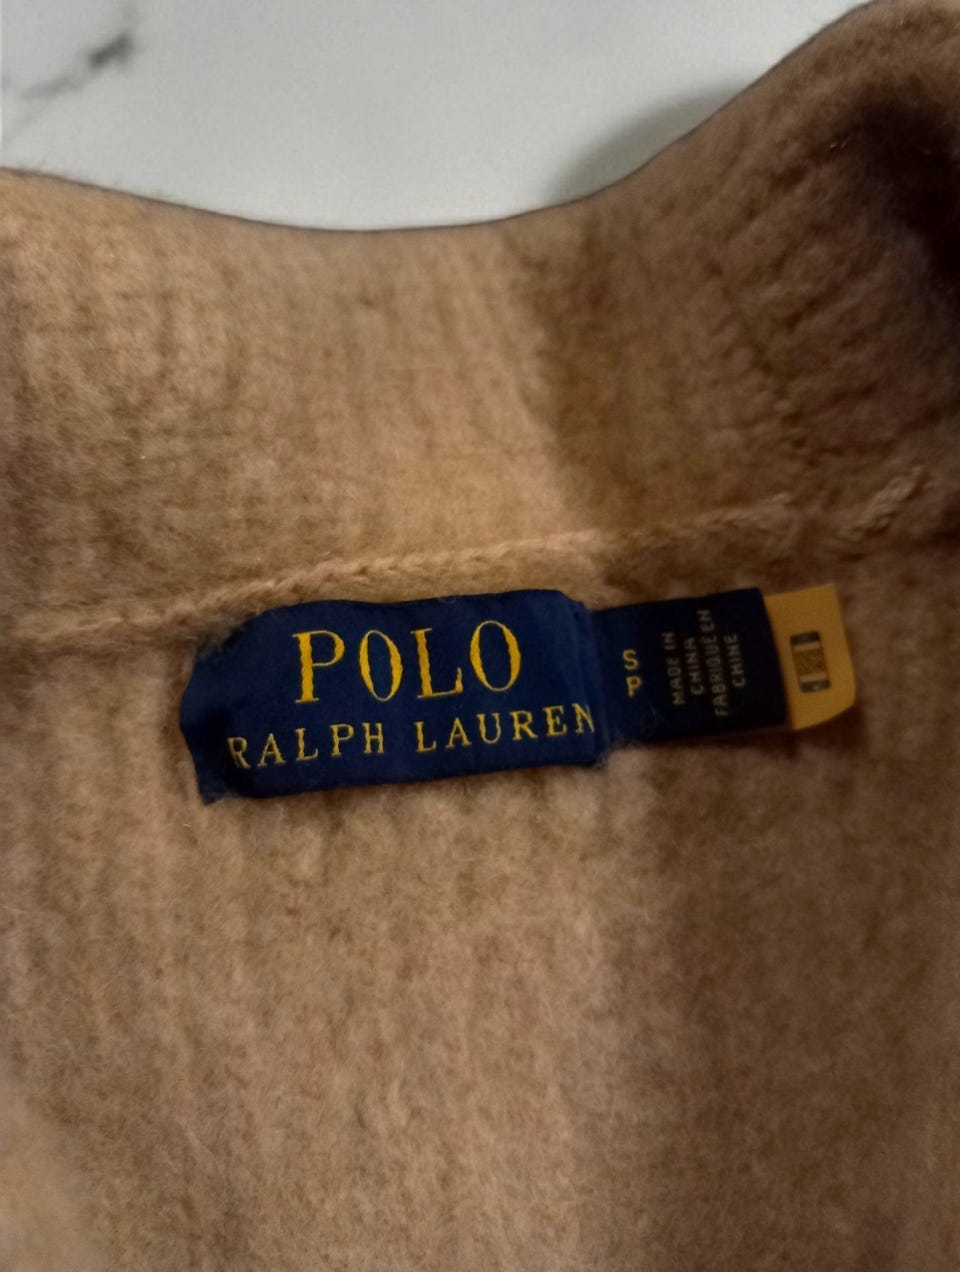 POLO
RALPH LAUREN
S
P
MADE IN
CHINA
FABRIQUÉ EN
CHINE